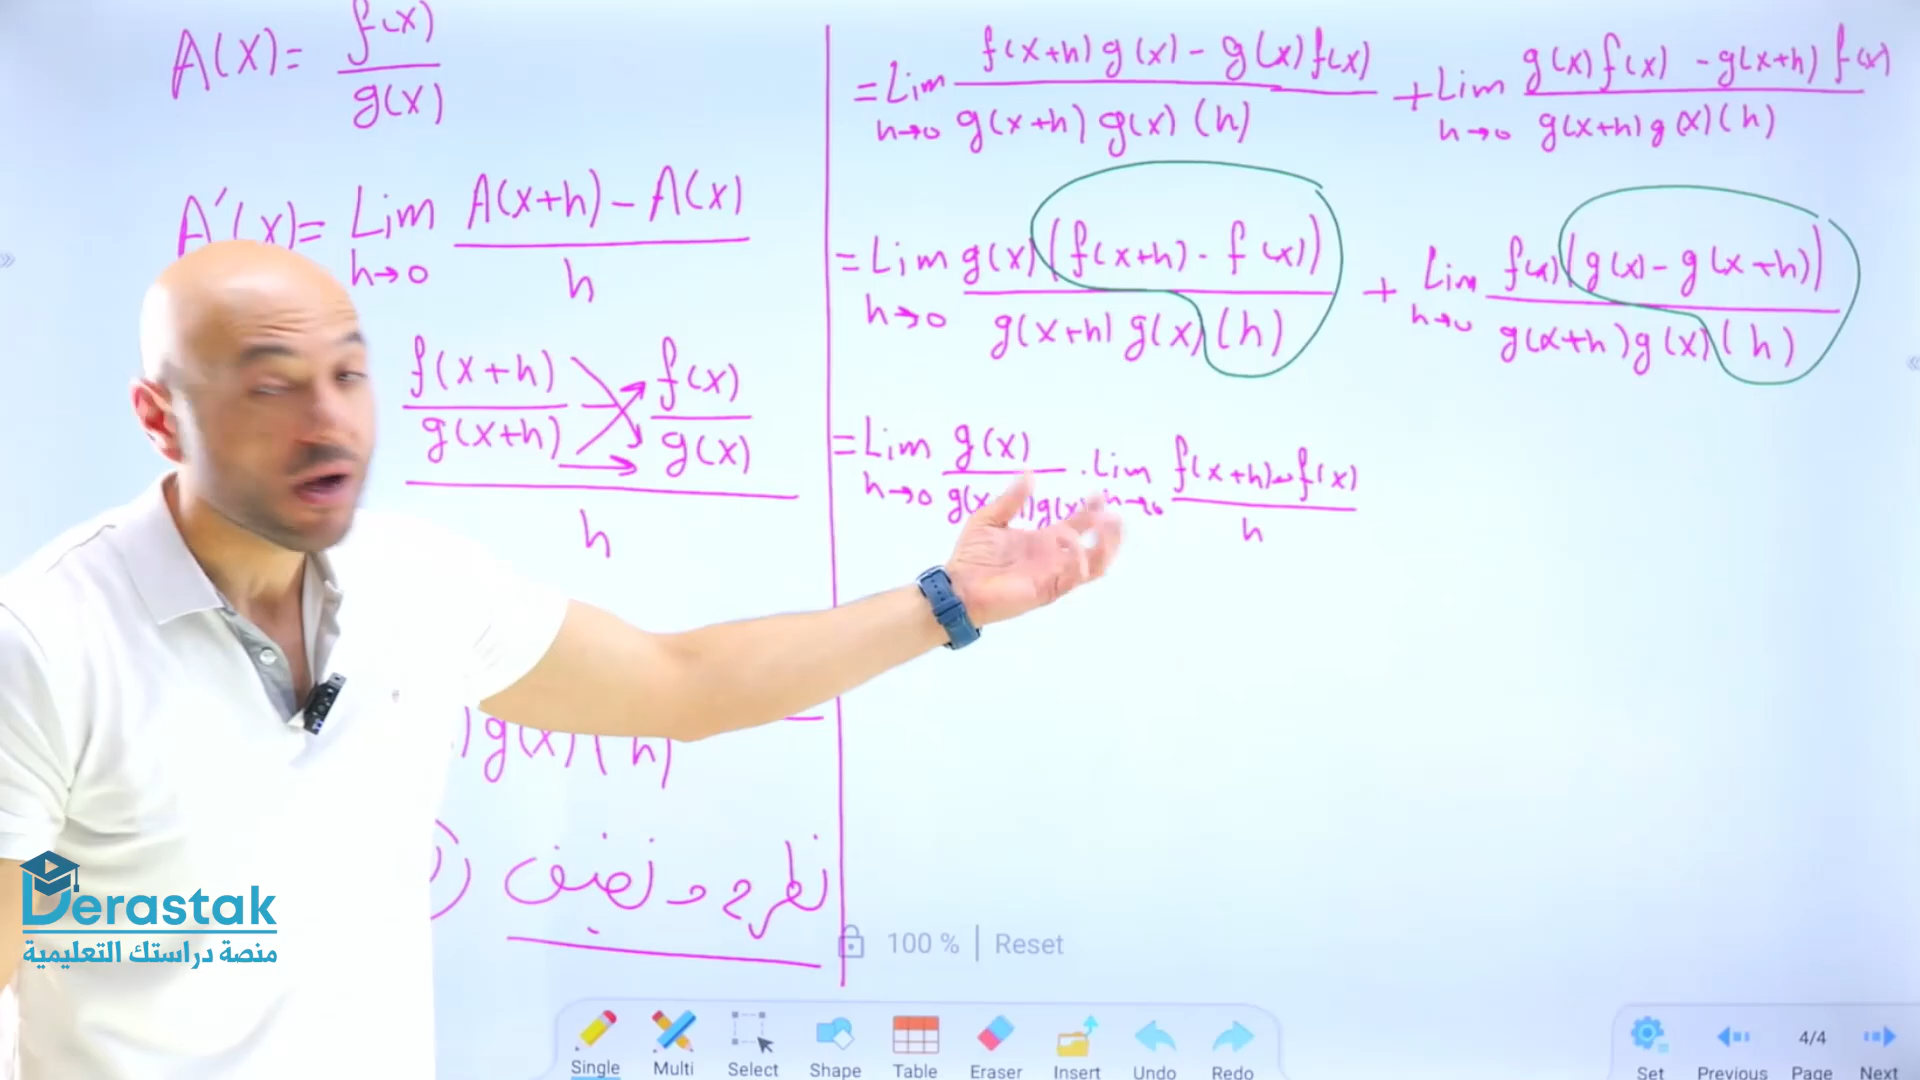 A(x) = f(x) / g(x)
A'(x) = Lim h→0 A(x+h) - A(x) / h
f(x+h) / g(x+h) - f(x) / g(x)
h
) g(x) (h)
نطرح ونضيف
= Lim h→0 f(x+h) g(x) - g(x) f(x) / g(x+h) g(x) (h) + Lim h→0 g(x) f(x) - g(x+h) f(x) / g(x+h) g(x) (h)
= Lim h→0 g(x) (f(x+h) - f(x)) / g(x+h) g(x) (h) + Lim h→0 f(x) (g(x) - g(x+h)) / g(x+h) g(x) (h)
= Lim h→0 g(x) / g(x g(x) . Lim h→0 f(x+h) - f(x) / h
Derastak
منصة دراستك التعليمية
100 % | Reset
Single Multi Select Shape Table Eraser Insert Undo Redo
4/4
Set Previous Page Next